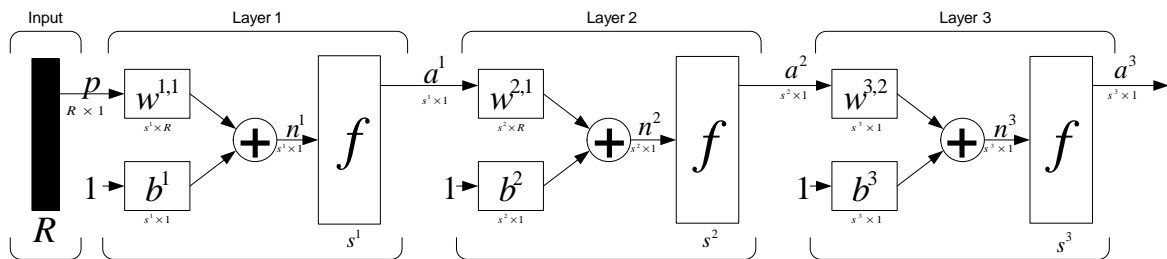 Input
Layer 1
Layer 2
Layer 3
p
R × 1
w^{1,1}
s^1×R
1
b^1
s^1×1
+
n^1
s^1×1
f
s^1
a^1
s^1×1
w^{2,1}
s^2×R
1
b^2
s^2×1
+
n^2
s^2×1
f
s^2
a^2
s^2×1
w^{3,2}
s^3×1
1
b^3
s^3×1
+
n^3
s^3×1
f
s^3
a^3
s^3×1
R